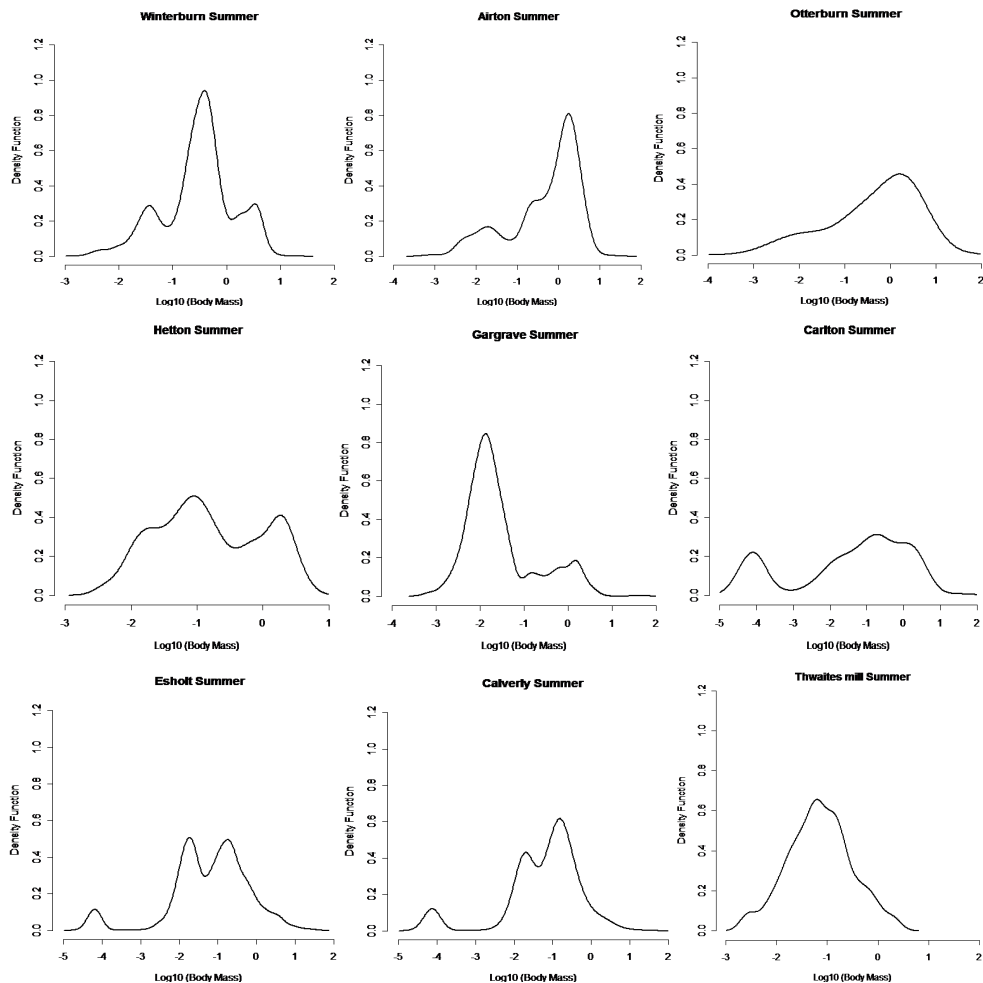 Winterburn Summer
Density Function
0.0 0.2 0.4 0.6 0.8 1.0 1.2
-3 -2 -1 0 1 2
Log10 (Body Mass)
Airton Summer
Density Function
0.0 0.2 0.4 0.6 0.8 1.0 1.2
-4 -3 -2 -1 0 1 2
Log10 (Body Mass)
Otterburn Summer
Density Function
0.0 0.2 0.4 0.6 0.8 1.0 1.2
-4 -3 -2 -1 0 1 2
Log10 (Body Mass)
Hetton Summer
Density Function
0.0 0.2 0.4 0.6 0.8 1.0 1.2
-3 -2 -1 0 1
Log10 (Body Mass)
Gargrave Summer
Density Function
0.0 0.2 0.4 0.6 0.8 1.0 1.2
-4 -3 -2 -1 0 1 2
Log10 (Body Mass)
Carlton Summer
Density Function
0.0 0.2 0.4 0.6 0.8 1.0 1.2
-5 -4 -3 -2 -1 0 1 2
Log10 (Body Mass)
Esholt Summer
Density Function
0.0 0.2 0.4 0.6 0.8 1.0 1.2
-5 -4 -3 -2 -1 0 1 2
Log10 (Body Mass)
Calverly Summer
Density Function
0.0 0.2 0.4 0.6 0.8 1.0 1.2
-5 -4 -3 -2 -1 0 1 2
Log10 (Body Mass)
Thwaites mill Summer
Density Function
0.0 0.2 0.4 0.6 0.8 1.0 1.2
-3 -2 -1 0 1 2
Log10 (Body Mass)